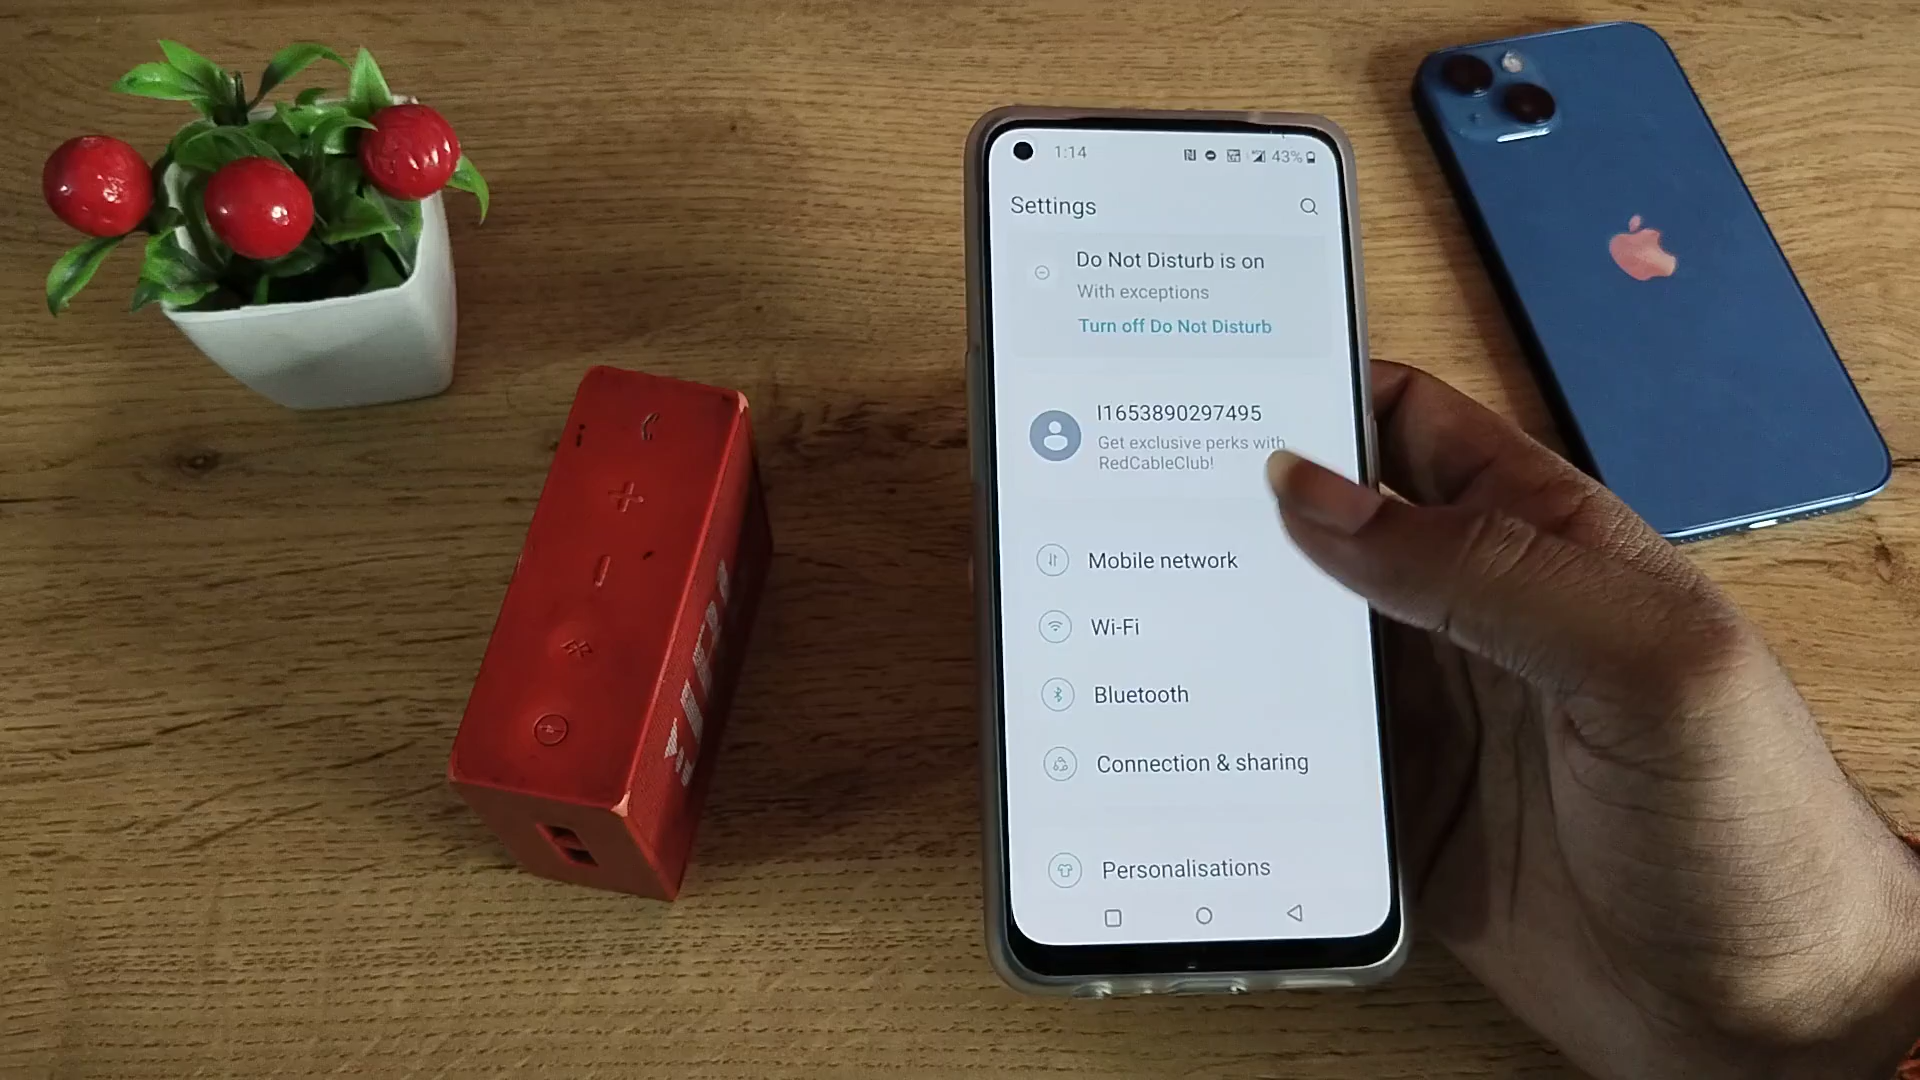 1:14
43%
Settings
Do Not Disturb is on
With exceptions
Turn off Do Not Disturb
I1653890297495
Get exclusive perks with
RedCableClub!
Mobile network
Wi-Fi
Bluetooth
Connection & sharing
Personalisations
JBL